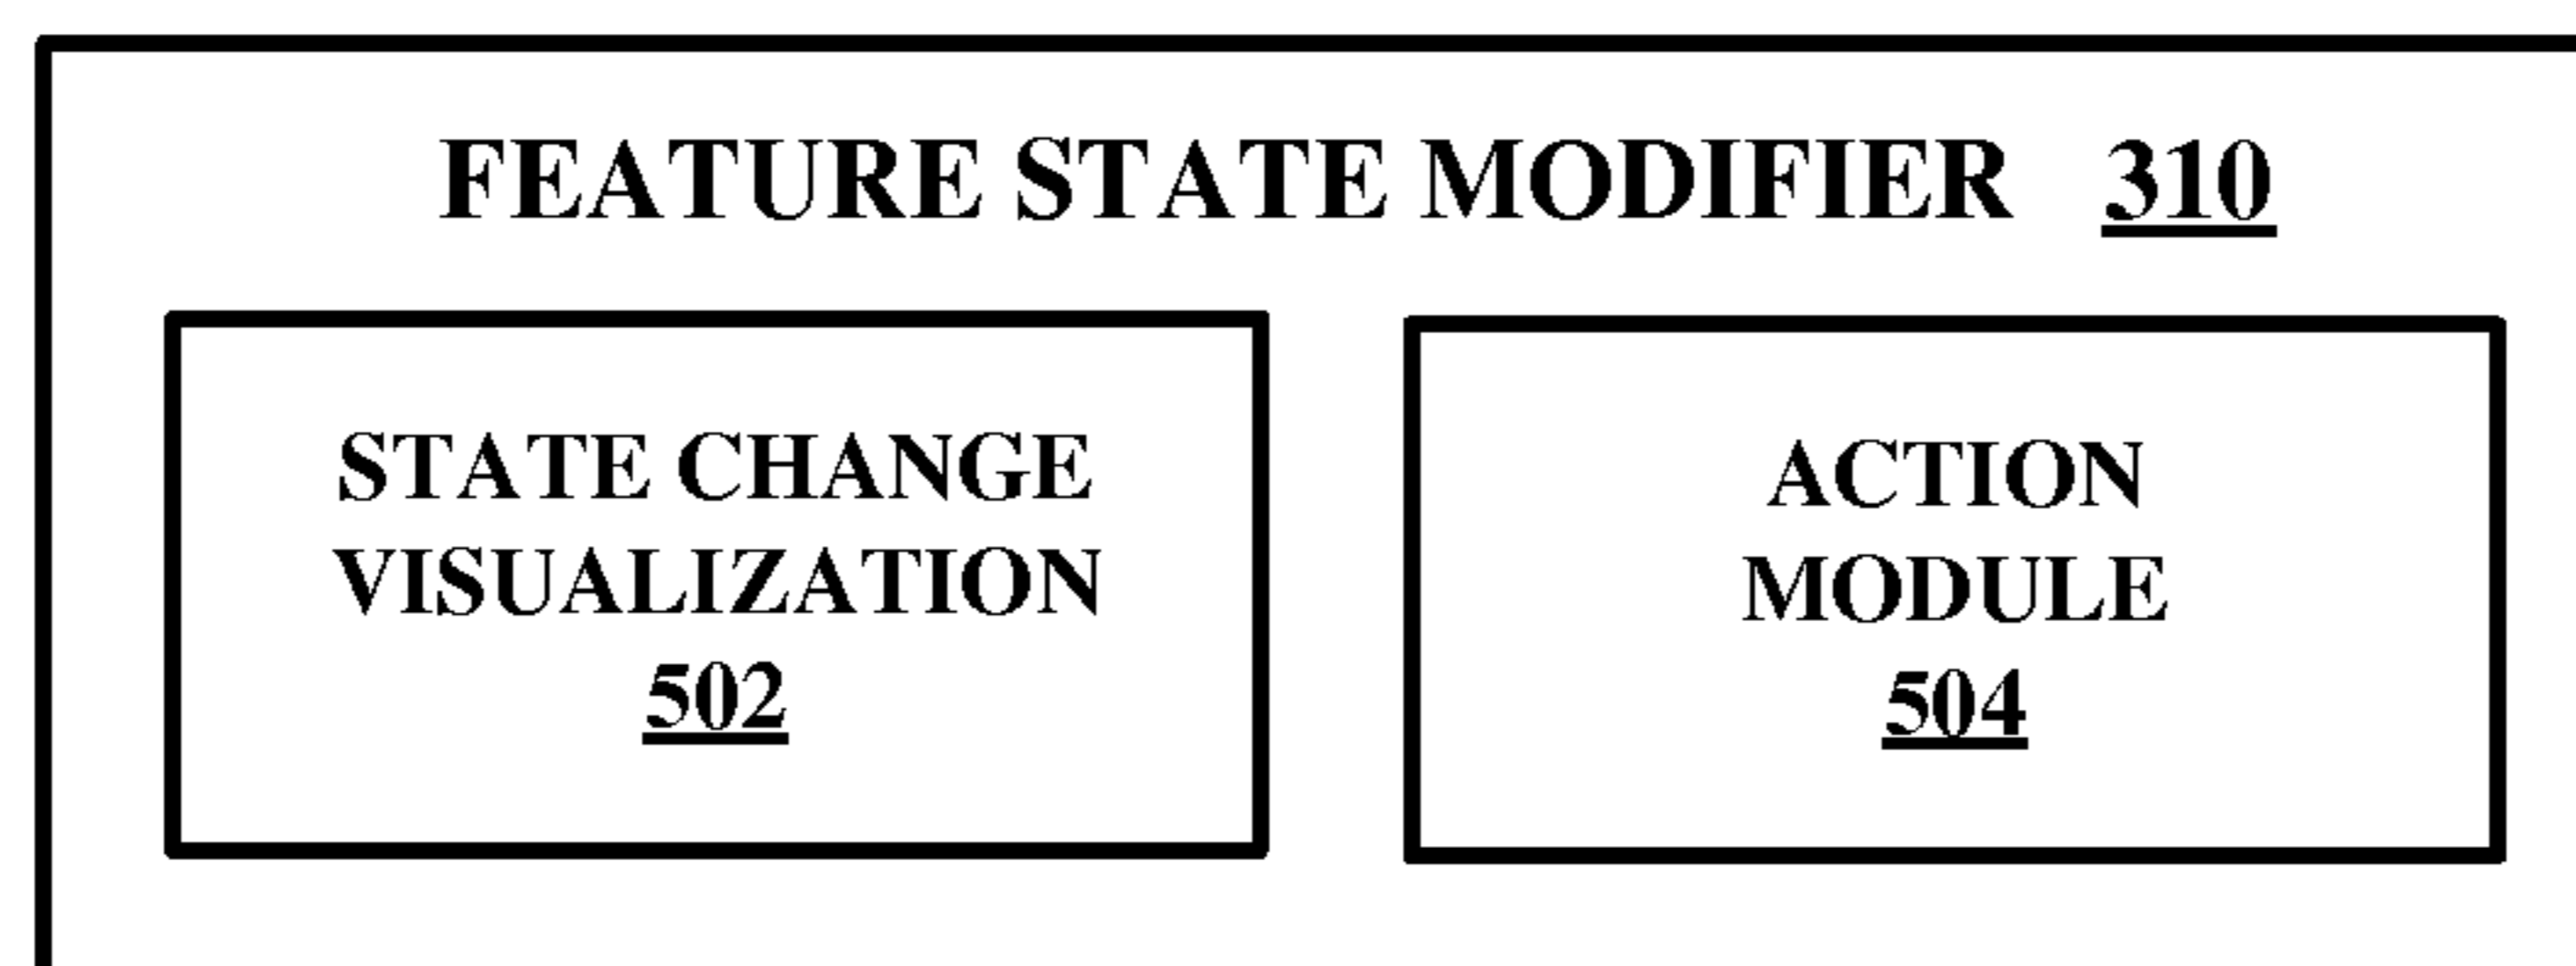 FEATURE STATE MODIFIER 310
STATE CHANGE
VISUALIZATION
502
ACTION
MODULE
504